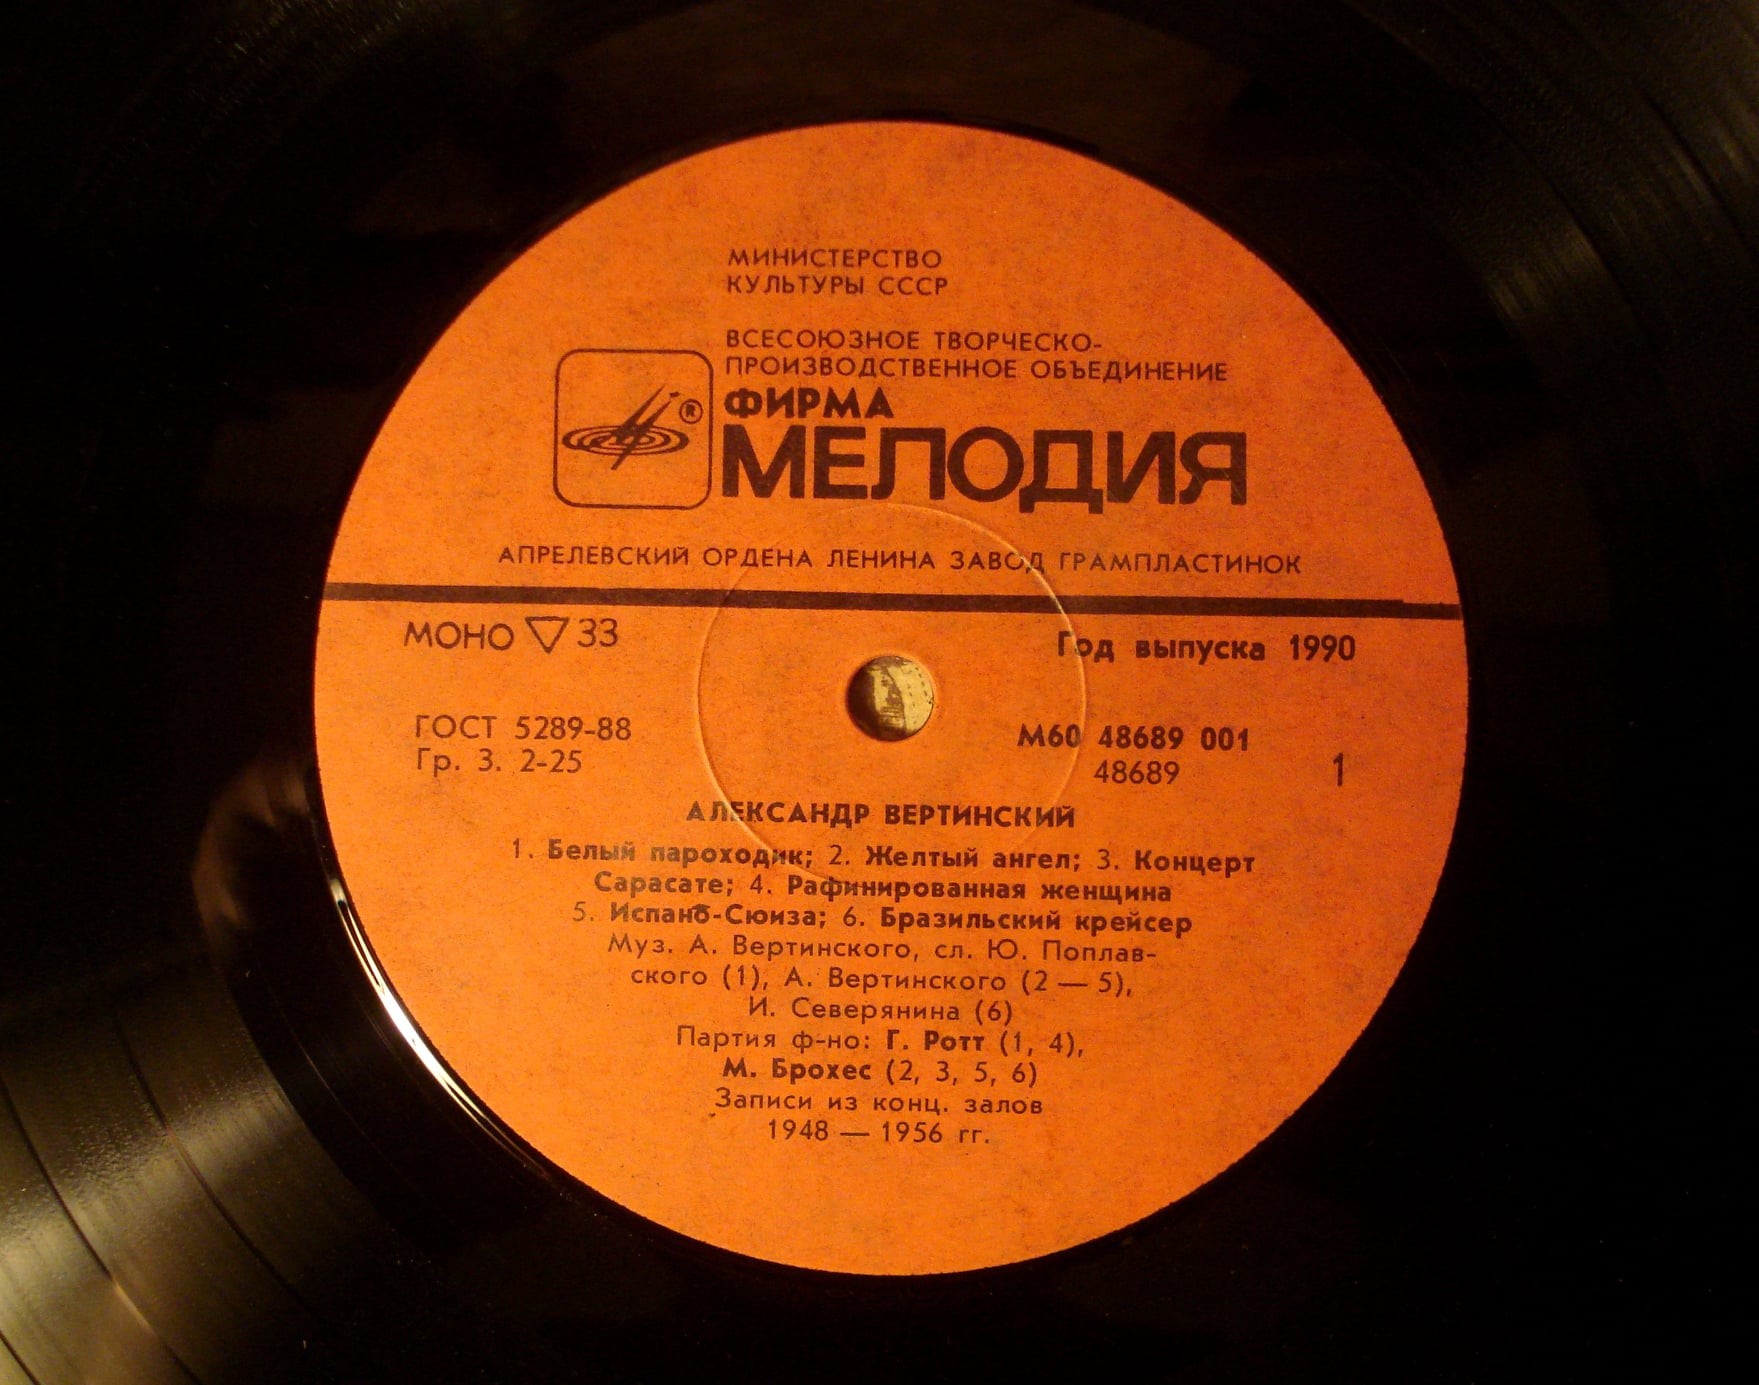 МИНИСТЕРСТВО
КУЛЬТУРЫ СССР
ВСЕСОЮЗНОЕ ТВОРЧЕСКО-
ПРОИЗВОДСТВЕННОЕ ОБЪЕДИНЕНИЕ
®
ФИРМА
МЕЛОДИЯ
АПРЕЛЕВСКИЙ ОРДЕНА ЛЕНИНА ЗАВОД ГРАМПЛАСТИНОК
МОНО ▽ 33
Год выпуска 1990
ГОСТ 5289-88
Гр. 3. 2-25
М60 48689 001
48689
1
АЛЕКСАНДР ВЕРТИНСКИЙ
1. Белый пароходик; 2. Желтый ангел; 3. Концерт
Сарасате; 4. Рафинированная женщина
5. Испано-Сюиза; 6. Бразильский крейсер
Муз. А. Вертинского, сл. Ю. Поплав-
ского (1), А. Вертинского (2 — 5),
И. Северянина (6)
Партия ф-но: Г. Ротт (1, 4),
М. Брохес (2, 3, 5, 6)
Записи из конц. залов
1948 — 1956 гг.